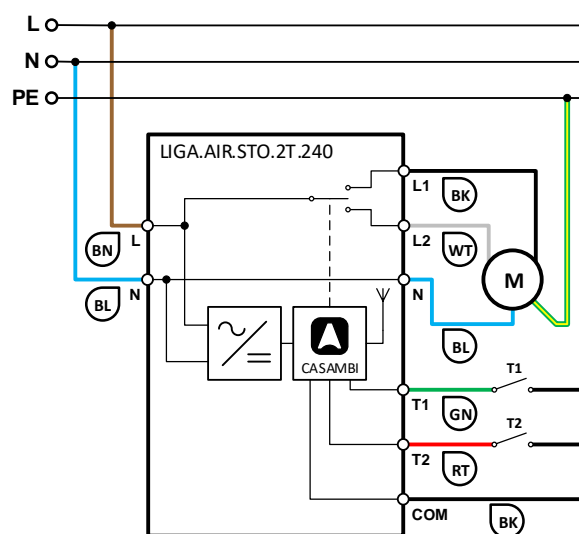 L
N
PE
LIGA.AIR.STO.2T.240
L1
BK
L
BN
L2
WT
N
BL
N
BL
M
CASAMBI
T1
GN
T1
T2
RT
T2
COM
BK